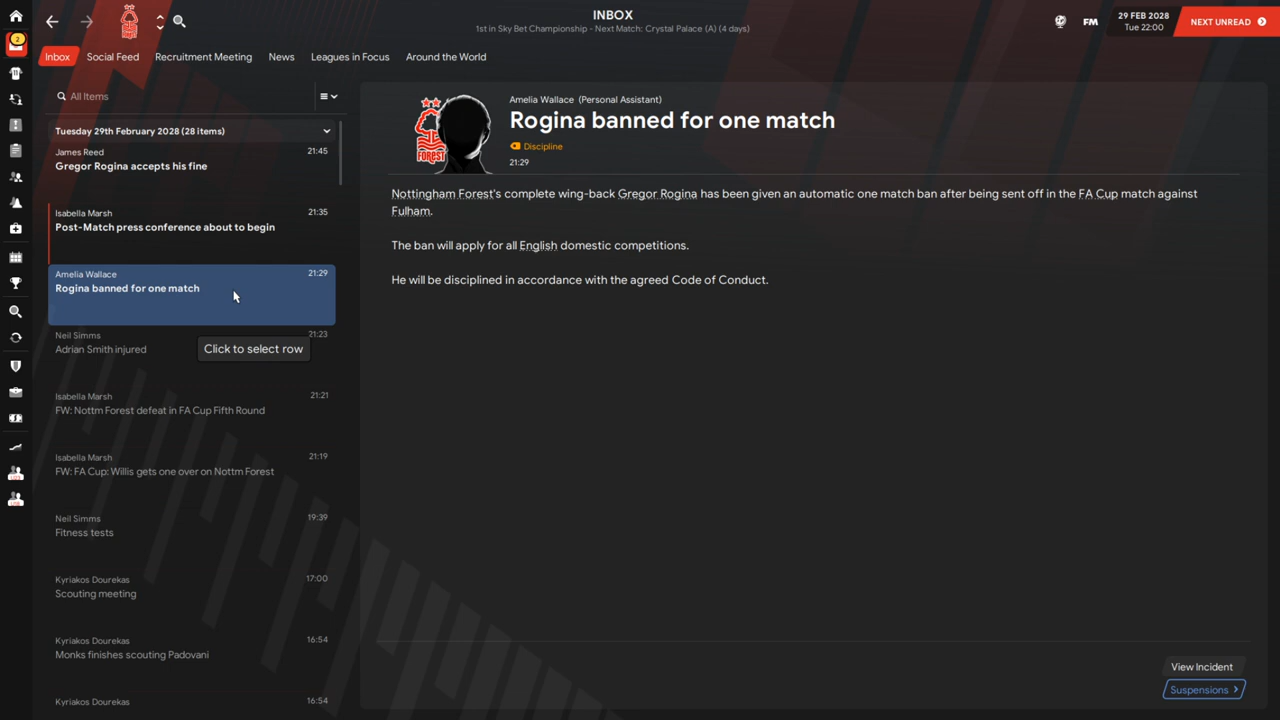 INBOX
1st in Sky Bet Championship - Next Match: Crystal Palace (A) (4 days)
FM
29 FEB 2028
Tue 22:00
NEXT UNREAD
2
Inbox
Social Feed
Recruitment Meeting
News
Leagues in Focus
Around the World
All Items
Tuesday 29th February 2028 (28 items)
James Reed
21:45
Gregor Rogina accepts his fine
Isabella Marsh
21:35
Post-Match press conference about to begin
Amelia Wallace
21:29
Rogina banned for one match
Neil Simms
21:23
Adrian Smith injured
Click to select row
Isabella Marsh
21:21
FW: Nottm Forest defeat in FA Cup Fifth Round
Isabella Marsh
21:19
FW: FA Cup: Willis gets one over on Nottm Forest
Neil Simms
19:39
Fitness tests
Kyriakos Dourekas
17:00
Scouting meeting
Kyriakos Dourekas
16:54
Monks finishes scouting Padovani
Kyriakos Dourekas
16:54
FOREST
Amelia Wallace (Personal Assistant)
Rogina banned for one match
Discipline
21:29
Nottingham Forest's complete wing-back Gregor Rogina has been given an automatic one match ban after being sent off in the FA Cup match against
Fulham.
The ban will apply for all English domestic competitions.
He will be disciplined in accordance with the agreed Code of Conduct.
View Incident
Suspensions